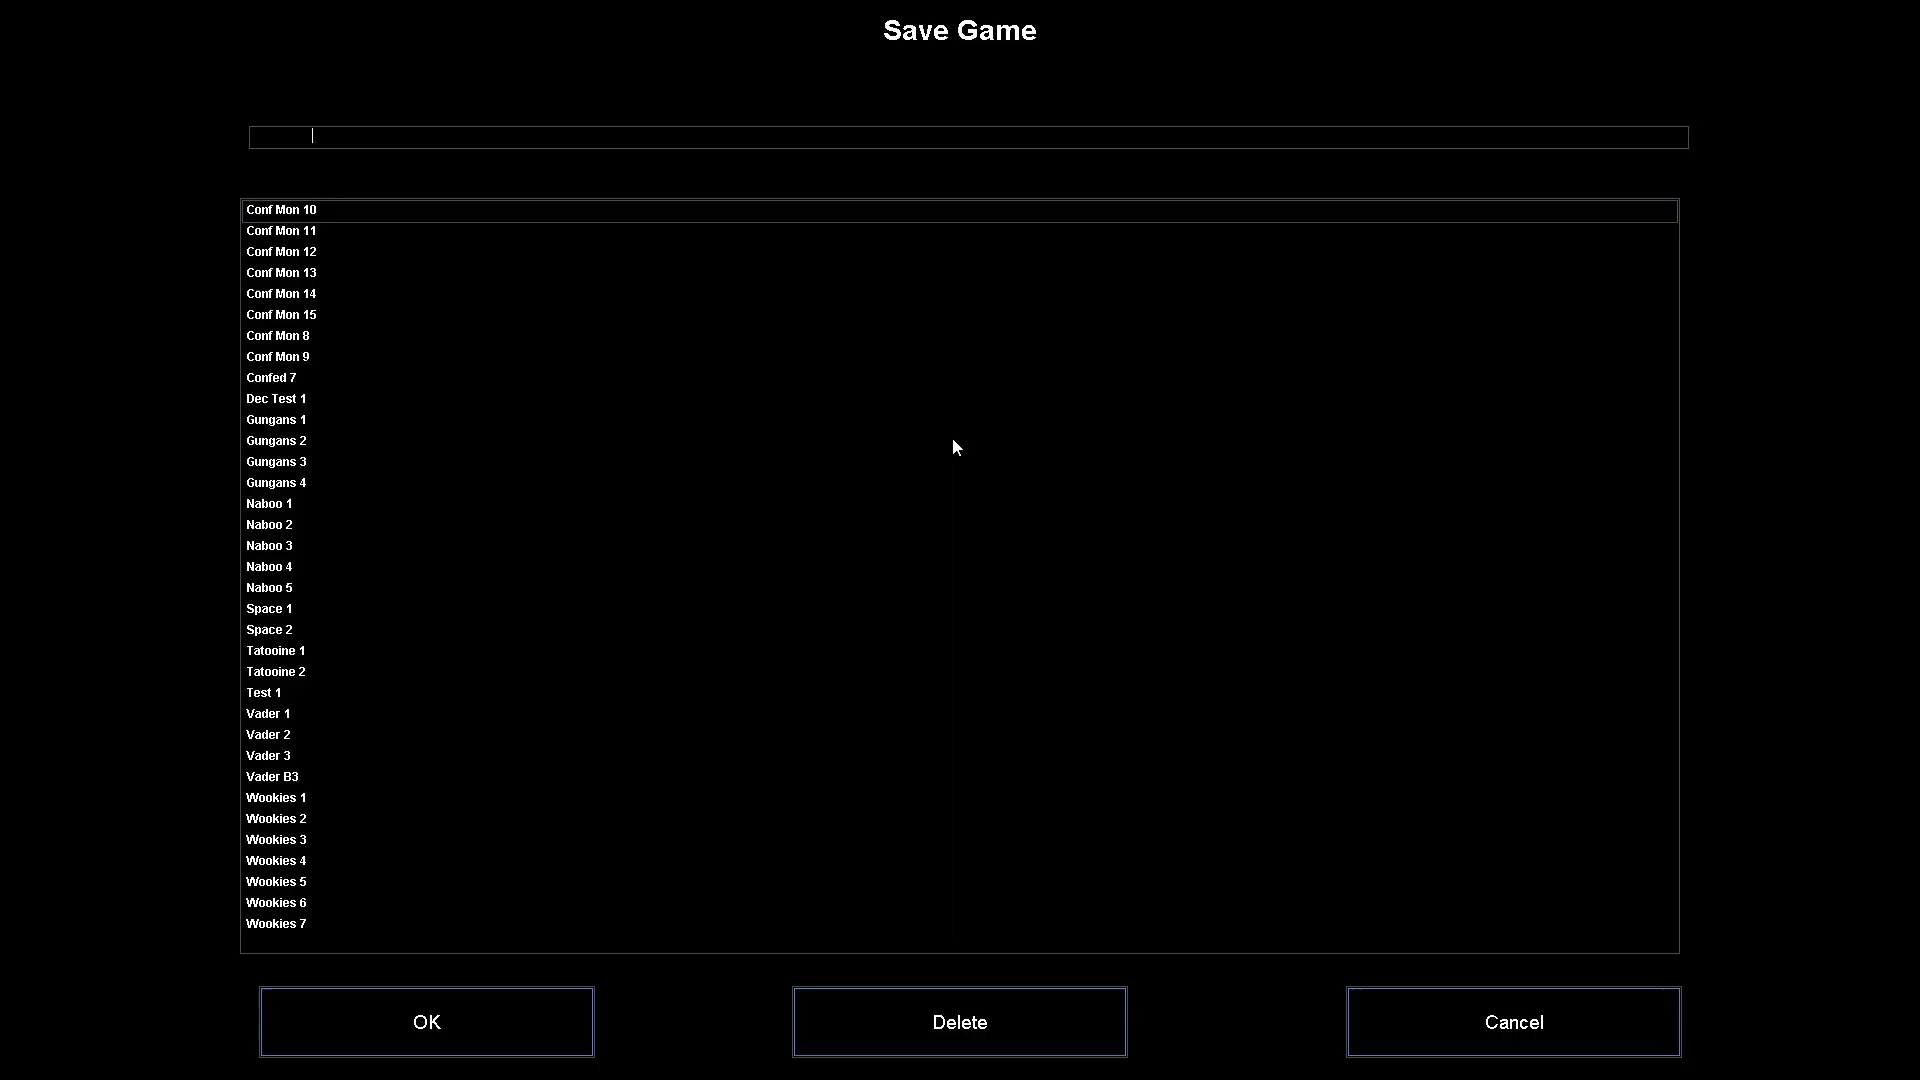 Save Game
Conf Mon 10
Conf Mon 11
Conf Mon 12
Conf Mon 13
Conf Mon 14
Conf Mon 15
Conf Mon 8
Conf Mon 9
Confed 7
Dec Test 1
Gungans 1
Gungans 2
Gungans 3
Gungans 4
Naboo 1
Naboo 2
Naboo 3
Naboo 4
Naboo 5
Space 1
Space 2
Tatooine 1
Tatooine 2
Test 1
Vader 1
Vader 2
Vader 3
Vader B3
Wookies 1
Wookies 2
Wookies 3
Wookies 4
Wookies 5
Wookies 6
Wookies 7
OK
Delete
Cancel